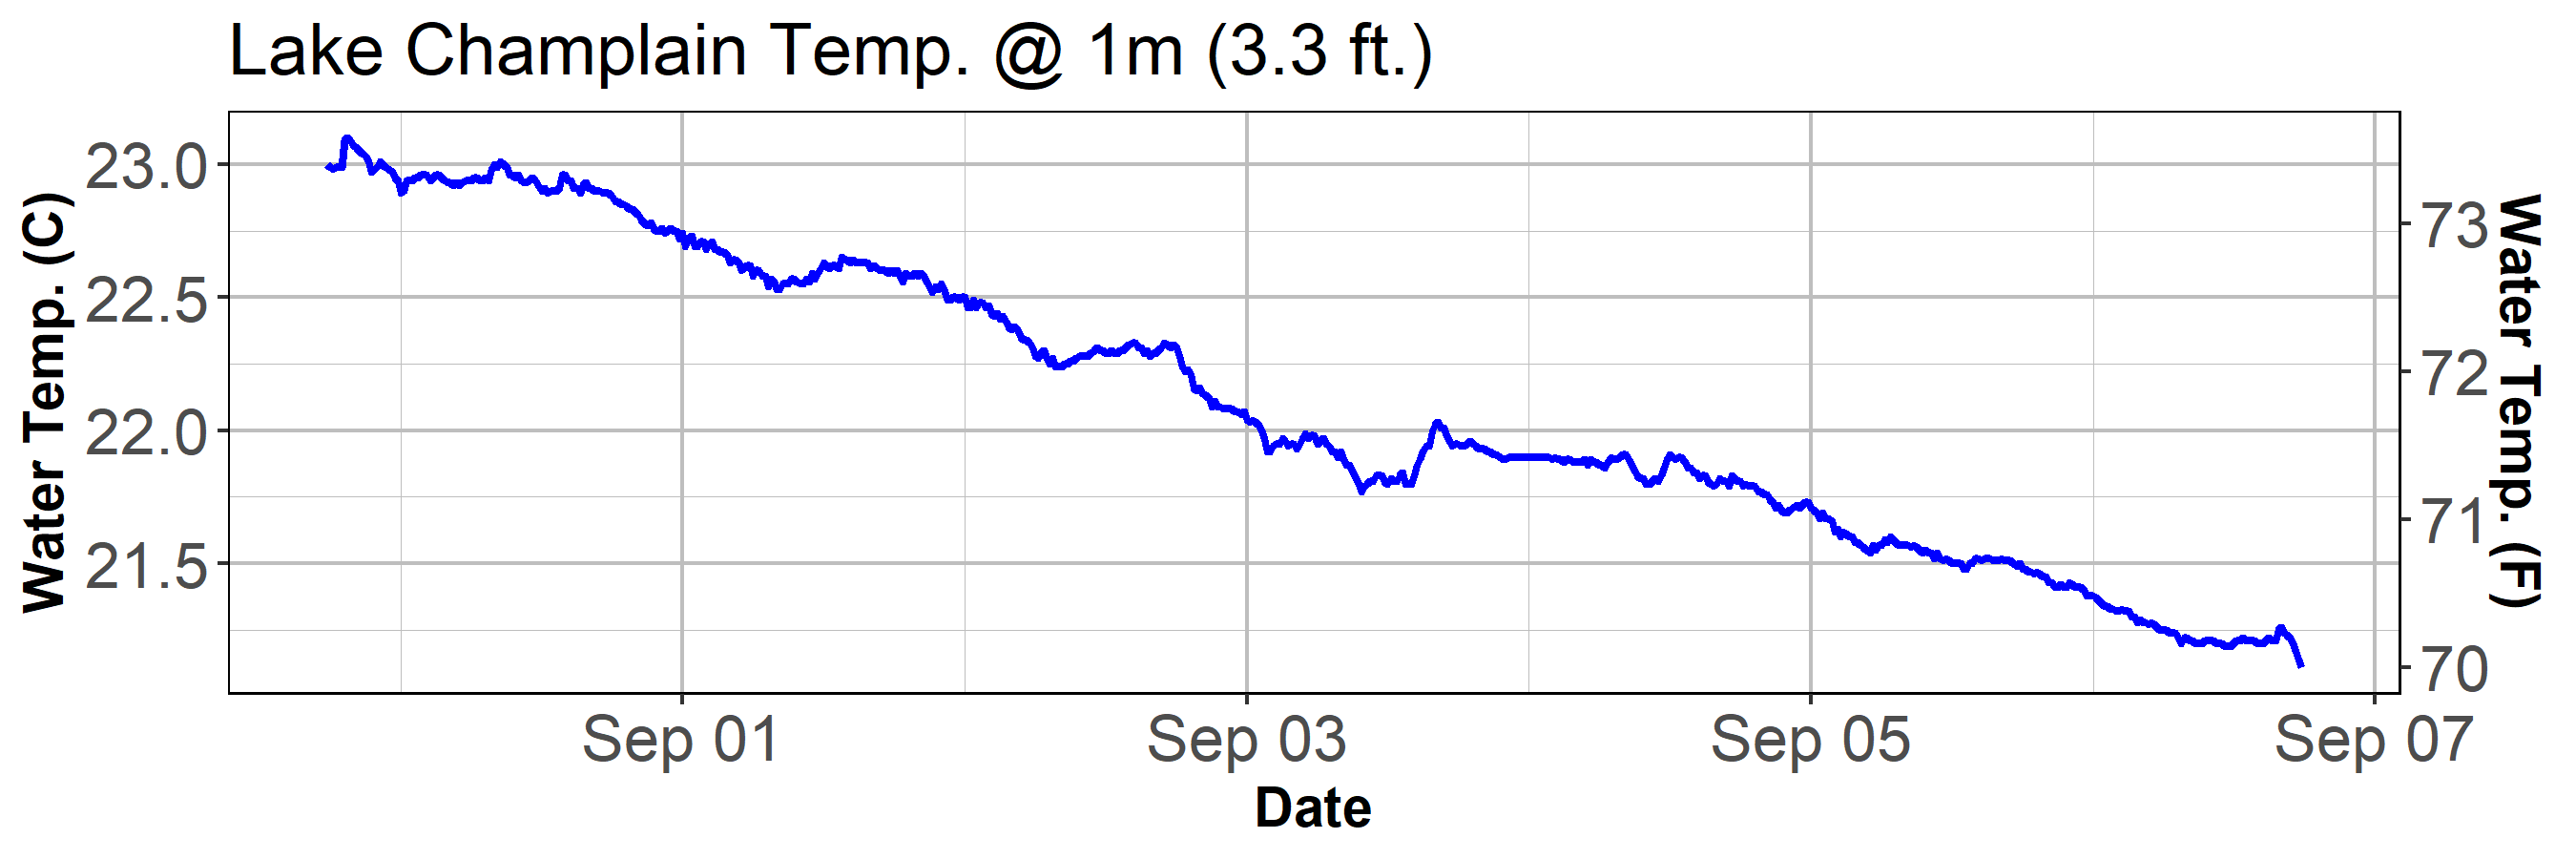 Lake Champlain Temp. @ 1m (3.3 ft.)
Water Temp. (C)
23.0
22.5
22.0
21.5
73
72
71
70
Water Temp. (F)
Sep 01 Sep 03 Sep 05 Sep 07
Date